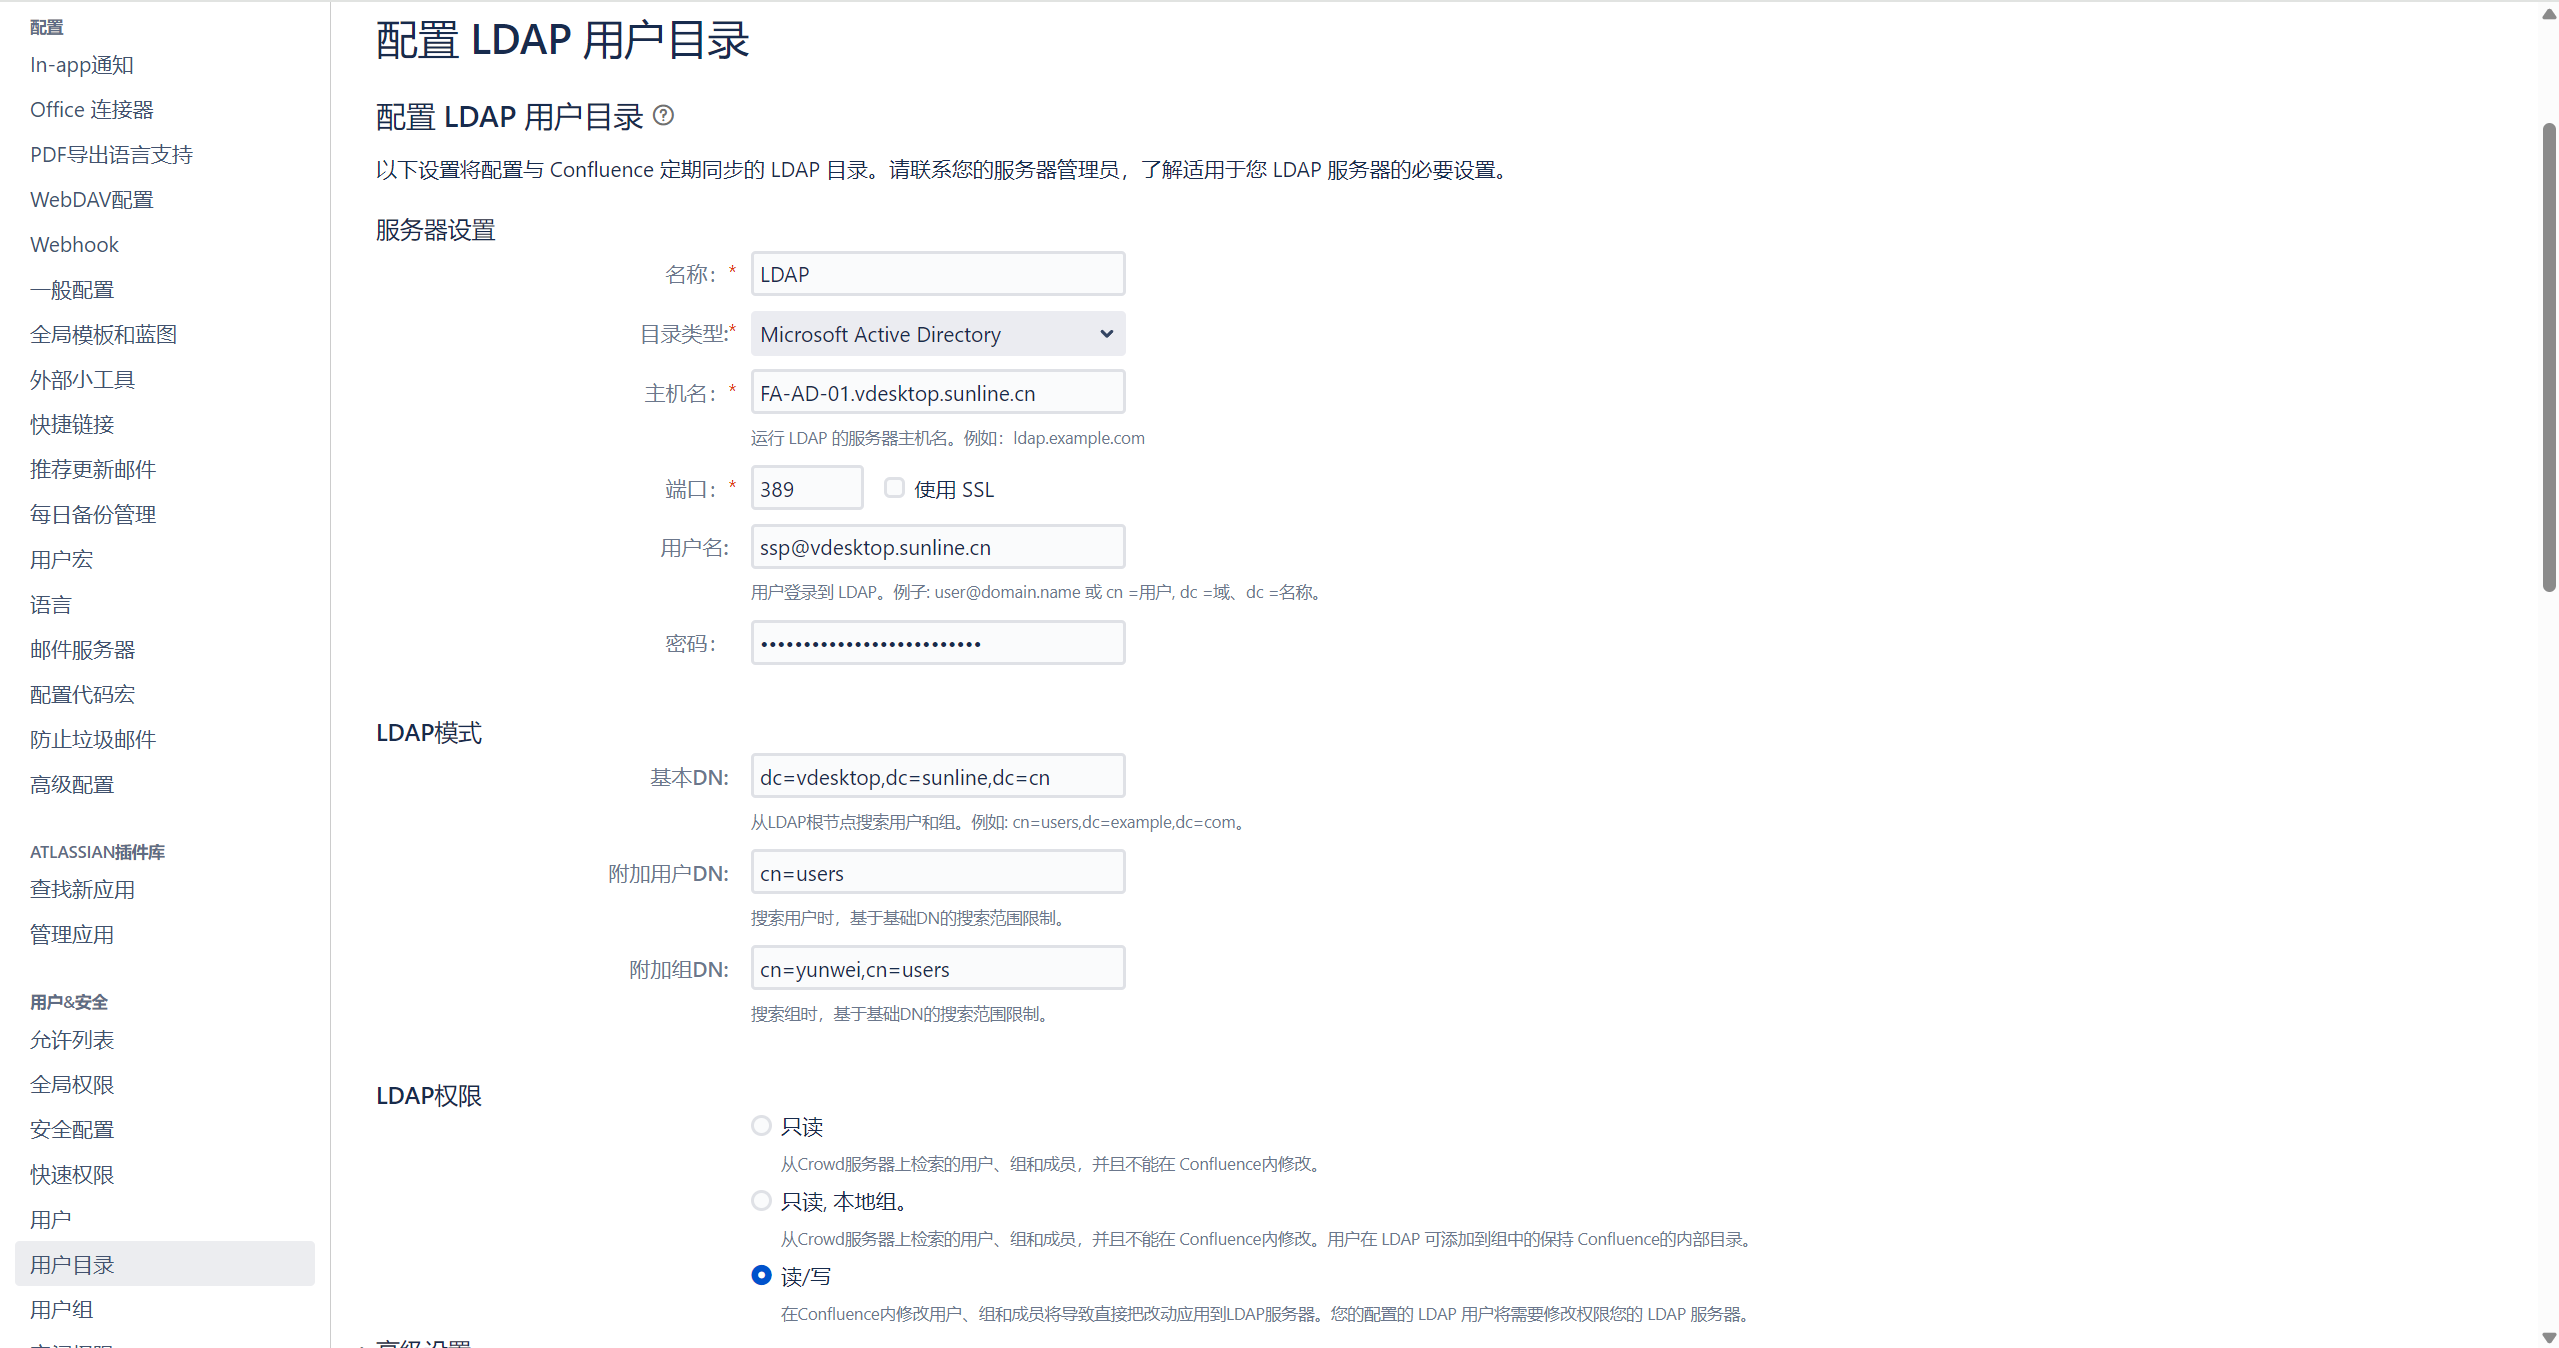 配置
In-app通知
Office 连接器
PDF导出语言支持
WebDAV配置
Webhook
一般配置
全局模板和蓝图
外部小工具
快捷链接
推荐更新邮件
每日备份管理
用户宏
语言
邮件服务器
配置代码宏
防止垃圾邮件
高级配置
ATLASSIAN插件库
查找新应用
管理应用
用户&安全
允许列表
全局权限
安全配置
快速权限
用户
用户目录
用户组
配置 LDAP 用户目录
配置 LDAP 用户目录
以下设置将配置与 Confluence 定期同步的 LDAP 目录。请联系您的服务器管理员，了解适用于您 LDAP 服务器的必要设置。
服务器设置
名称：* LDAP
目录类型:* Microsoft Active Directory
主机名：* FA-AD-01.vdesktop.sunline.cn
运行 LDAP 的服务器主机名。例如：ldap.example.com
端口：* 389 使用 SSL
用户名: ssp@vdesktop.sunline.cn
用户登录到 LDAP。例子: user@domain.name 或 cn =用户, dc =域、dc =名称。
密码： ••••••••••••••••••••••••••
LDAP模式
基本DN: dc=vdesktop,dc=sunline,dc=cn
从LDAP根节点搜索用户和组。例如: cn=users,dc=example,dc=com。
附加用户DN: cn=users
搜索用户时，基于基础DN的搜索范围限制。
附加组DN: cn=yunwei,cn=users
搜索组时，基于基础DN的搜索范围限制。
LDAP权限
只读
从Crowd服务器上检索的用户、组和成员，并且不能在 Confluence内修改。
只读, 本地组。
从Crowd服务器上检索的用户、组和成员，并且不能在 Confluence内修改。用户在 LDAP 可添加到组中的保持 Confluence的内部目录。
读/写
在Confluence内修改用户、组和成员将导致直接把改动应用到LDAP服务器。您的配置的 LDAP 用户将需要修改权限您的 LDAP 服务器。
高级设置